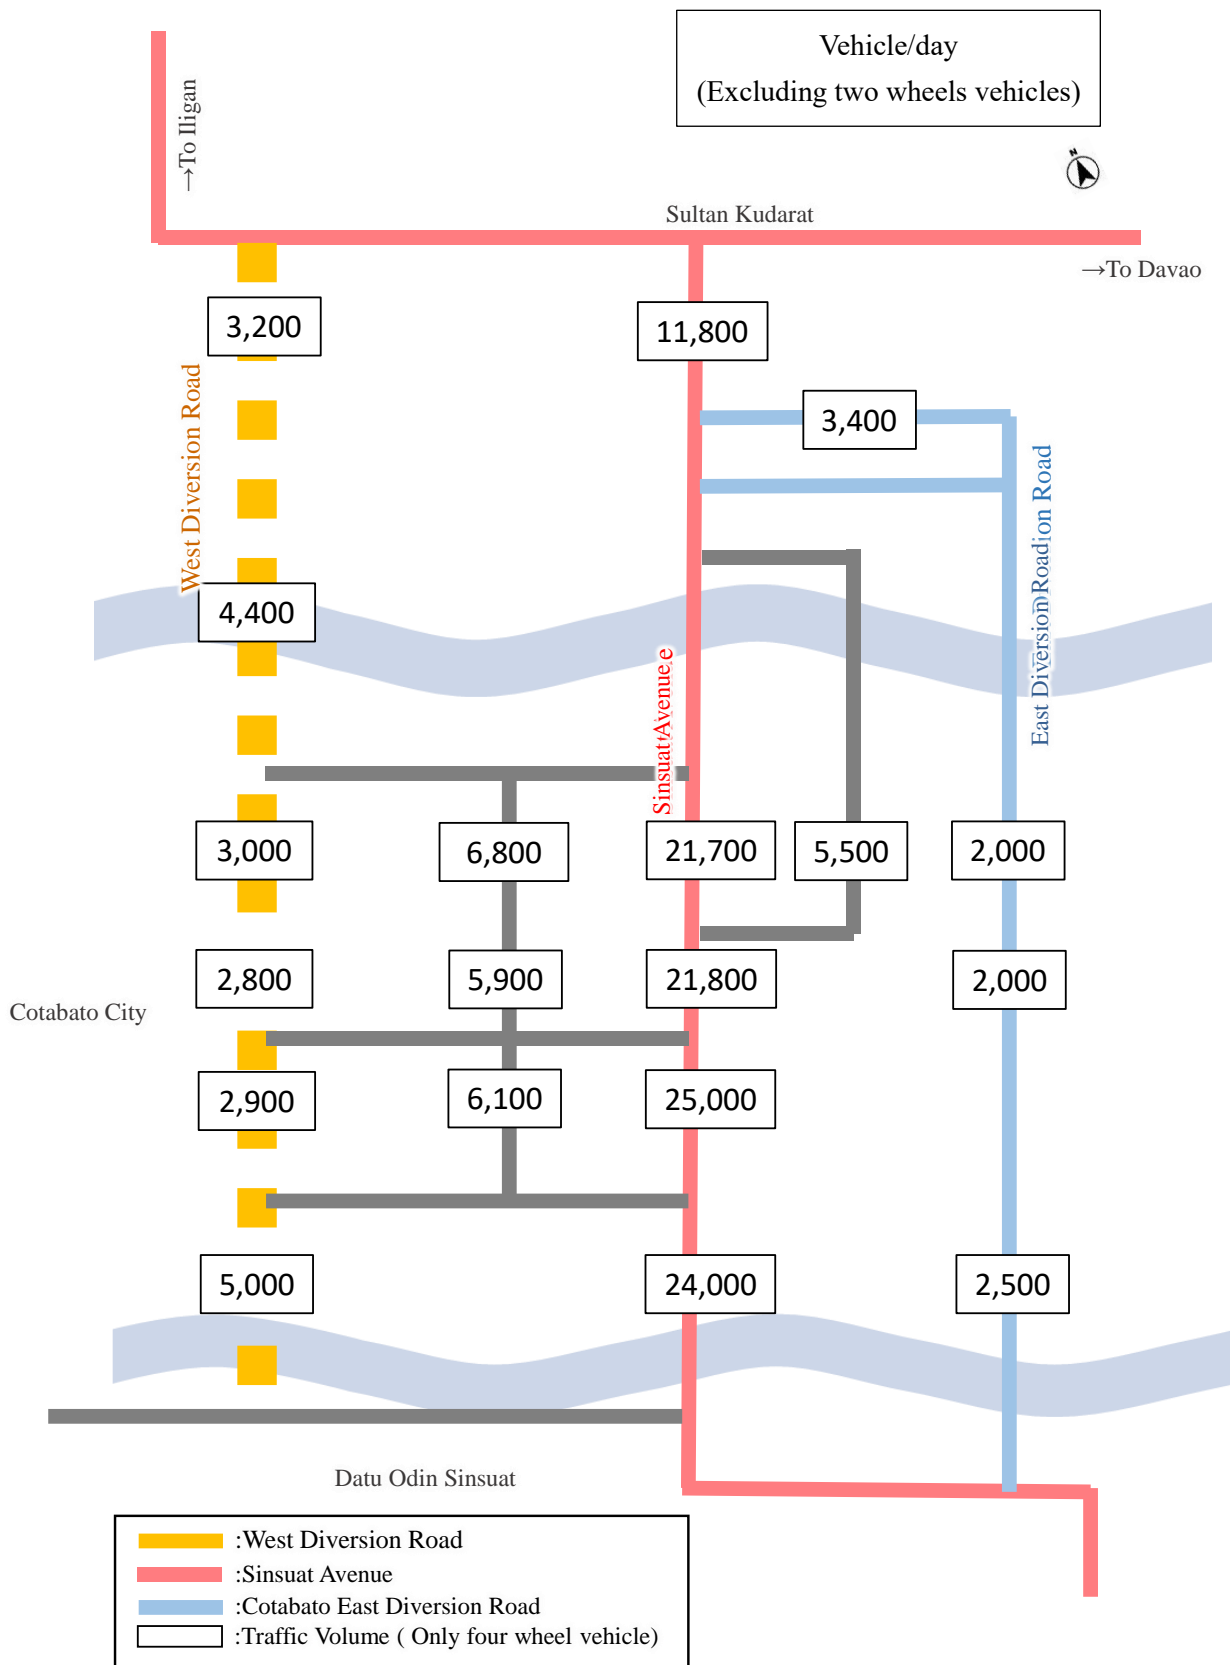 Vehicle/day
(Excluding two wheels vehicles)
→To Iligan
N
Sultan Kudarat
→To Davao
3,200
11,800
3,400
West Diversion Road
East Diversion Road
4,400
Sinsuat Avenue
3,000
6,800
21,700
5,500
2,000
2,800
5,900
21,800
2,000
Cotabato City
2,900
6,100
25,000
5,000
24,000
2,500
Datu Odin Sinsuat
:West Diversion Road
:Sinsuat Avenue
:Cotabato East Diversion Road
:Traffic Volume ( Only four wheel vehicle)